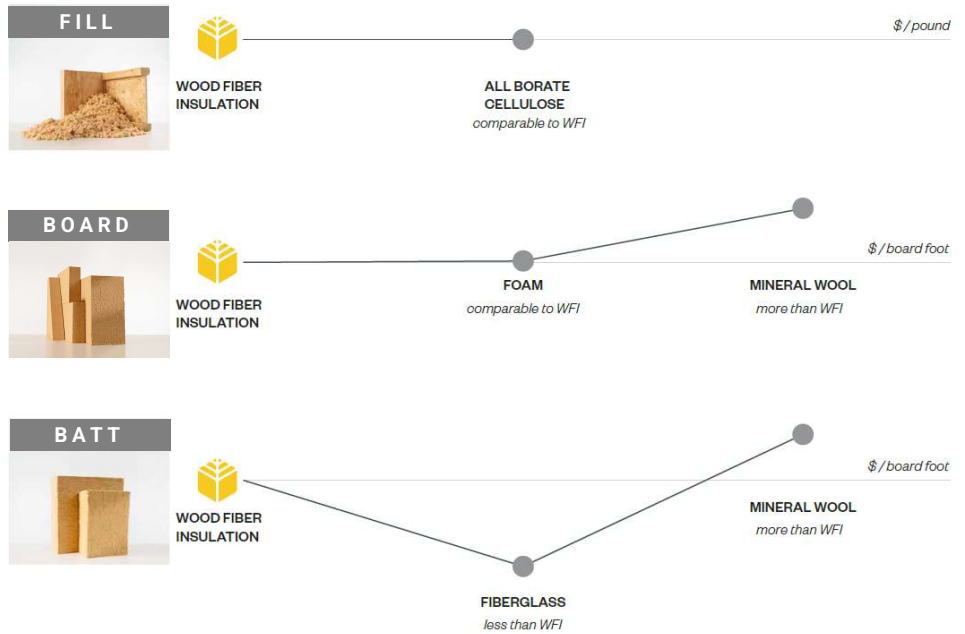 FILL
$ / pound
WOOD FIBER
INSULATION
ALL BORATE
CELLULOSE
comparable to WFI
BOARD
$ / board foot
WOOD FIBER
INSULATION
FOAM
comparable to WFI
MINERAL WOOL
more than WFI
BATT
$ / board foot
WOOD FIBER
INSULATION
MINERAL WOOL
more than WFI
FIBERGLASS
less than WFI